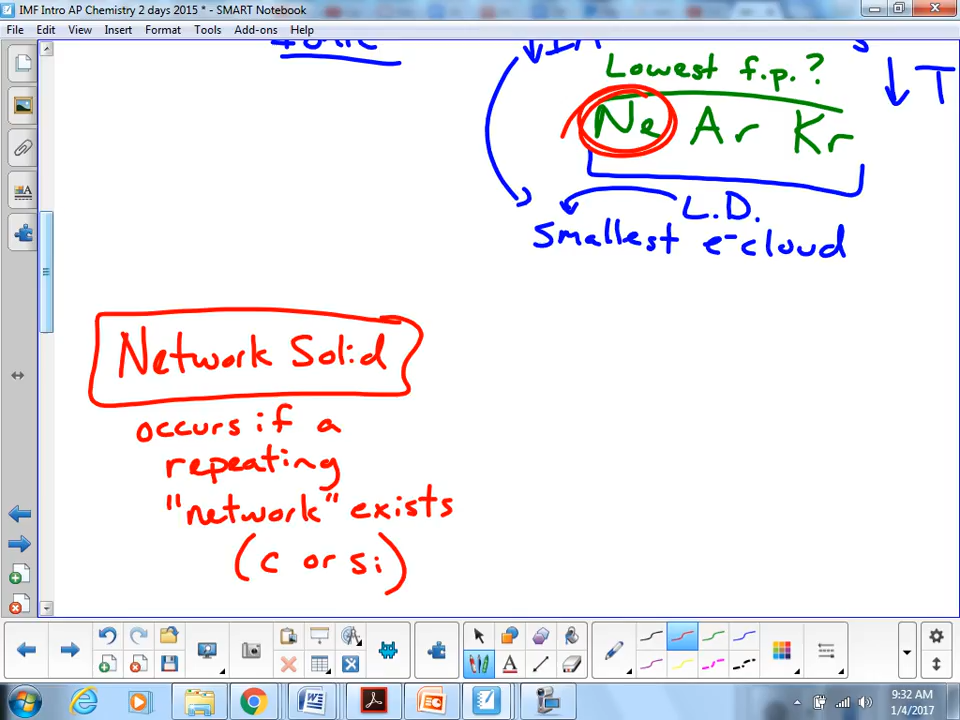 IMF Intro AP Chemistry 2 days 2015 * - SMART Notebook
File Edit View Insert Format Tools Add-ons Help
Lowest f.p.?
↓ T
Ne Ar Kr
L.D.
Smallest e⁻cloud
Network Solid
occurs if a
repeating
"network" exists
(C or Si)
9:32 AM
1/4/2017